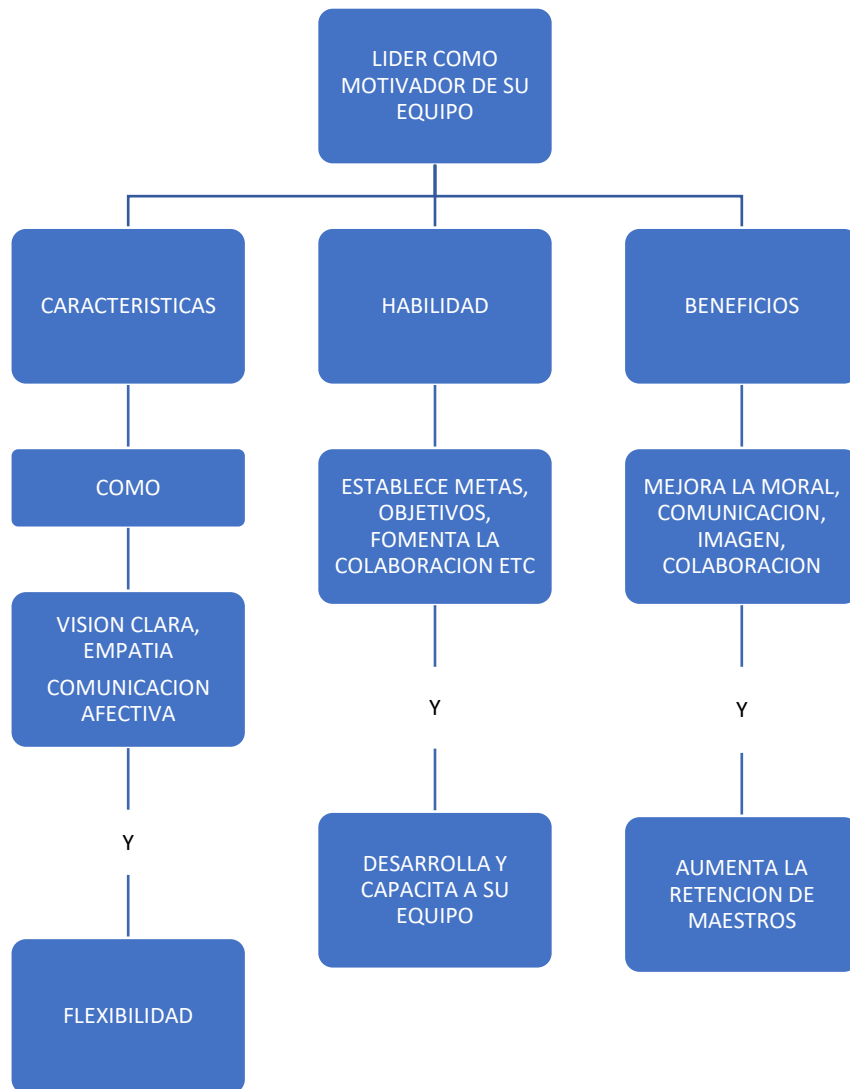 LIDER COMO
MOTIVADOR DE SU
EQUIPO
CARACTERISTICAS
HABILIDAD
BENEFICIOS
COMO
ESTABLECE METAS,
OBJETIVOS,
FOMENTA LA
COLABORACION ETC
MEJORA LA MORAL,
COMUNICACION,
IMAGEN,
COLABORACION
VISION CLARA,
EMPATIA
COMUNICACION
AFECTIVA
Y
Y
Y
DESARROLLA Y
CAPACITA A SU
EQUIPO
AUMENTA LA
RETENCION DE
MAESTROS
FLEXIBILIDAD